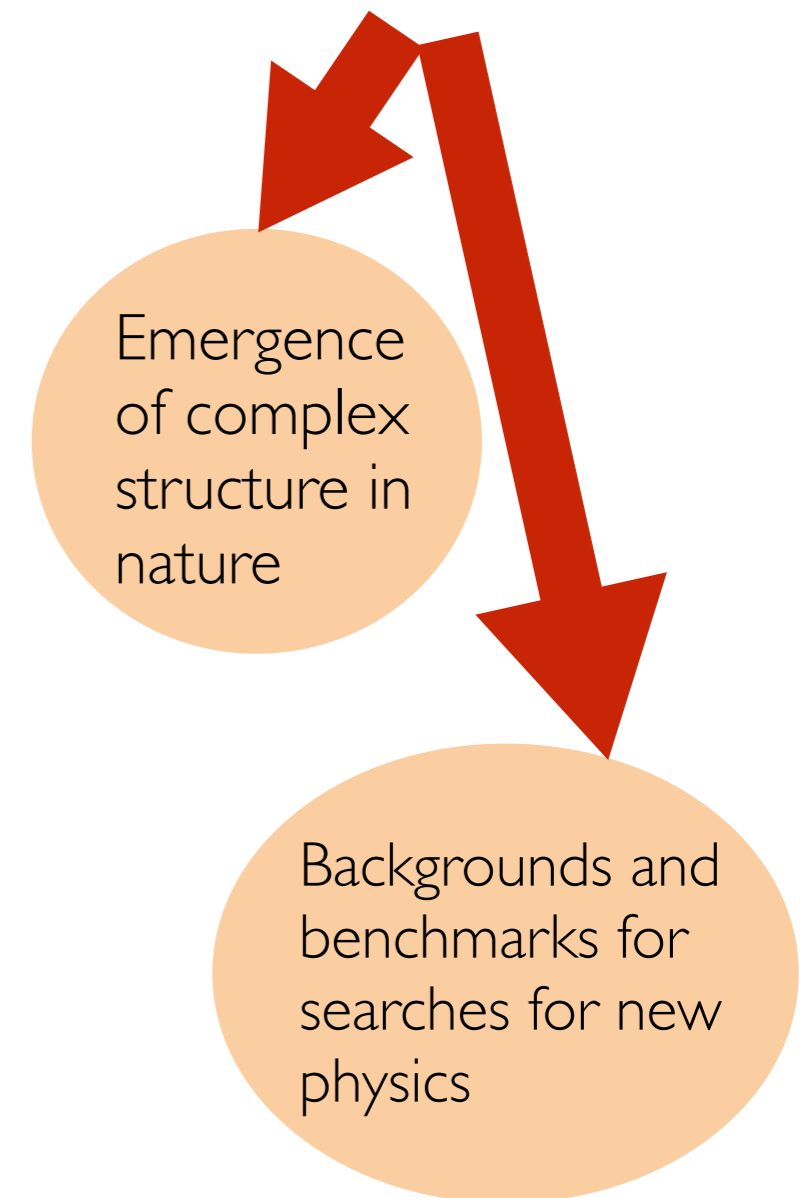 Emergence
of complex
structure in
nature
Backgrounds and
benchmarks for
searches for new
physics